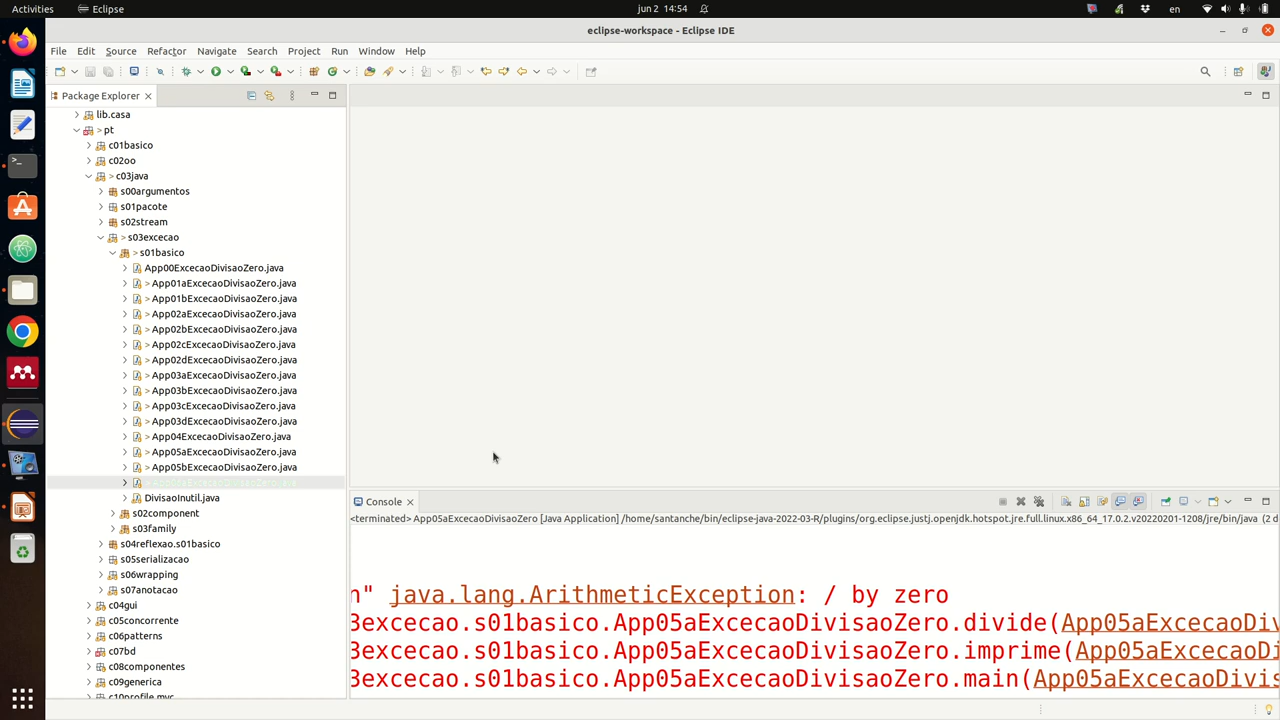 Activities Eclipse jun 2 14:54 en
eclipse-workspace - Eclipse IDE
File Edit Source Refactor Navigate Search Project Run Window Help
Package Explorer
lib.casa
> pt
c01basico
c02oo
> c03java
s00argumentos
s01pacote
s02stream
> s03excecao
> s01basico
App00ExcecaoDivisaoZero.java
> App01aExcecaoDivisaoZero.java
> App01bExcecaoDivisaoZero.java
> App02aExcecaoDivisaoZero.java
> App02bExcecaoDivisaoZero.java
> App02cExcecaoDivisaoZero.java
> App02dExcecaoDivisaoZero.java
> App03aExcecaoDivisaoZero.java
> App03bExcecaoDivisaoZero.java
> App03cExcecaoDivisaoZero.java
> App03dExcecaoDivisaoZero.java
> App04ExcecaoDivisaoZero.java
> App05aExcecaoDivisaoZero.java
> App05bExcecaoDivisaoZero.java
DivisaoInutil.java
s02component
s03family
s04reflexao.s01basico
s05serializacao
s06wrapping
s07anotacao
c04gui
c05concorrente
c06patterns
c07bd
c08componentes
c09generica
c10profile.mvc
Console
<terminated> App05aExcecaoDivisaoZero [Java Application] /home/santanche/bin/eclipse-java-2022-03-R/plugins/org.eclipse.justj.openjdk.hotspot.jre.full.linux.x86_64_17.0.2.v20220201-1208/jre/bin/java (2 d
n" java.lang.ArithmeticException: / by zero
3excecao.s01basico.App05aExcecaoDivisaoZero.divide(App05aExcecaoDiv
3excecao.s01basico.App05aExcecaoDivisaoZero.imprime(App05aExcecaoDi
3excecao.s01basico.App05aExcecaoDivisaoZero.main(App05aExcecaoDivis